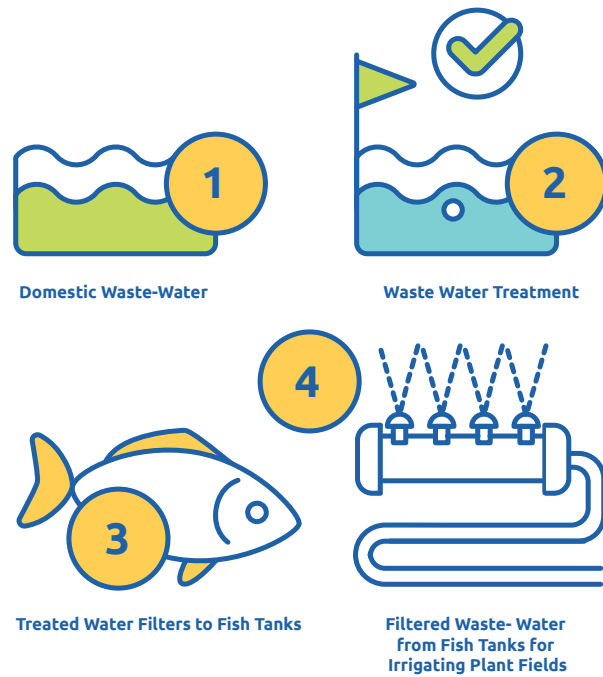 1
Domestic Waste-Water
2
Waste Water Treatment
3
Treated Water Filters to Fish Tanks
4
Filtered Waste- Water
from Fish Tanks for
Irrigating Plant Fields